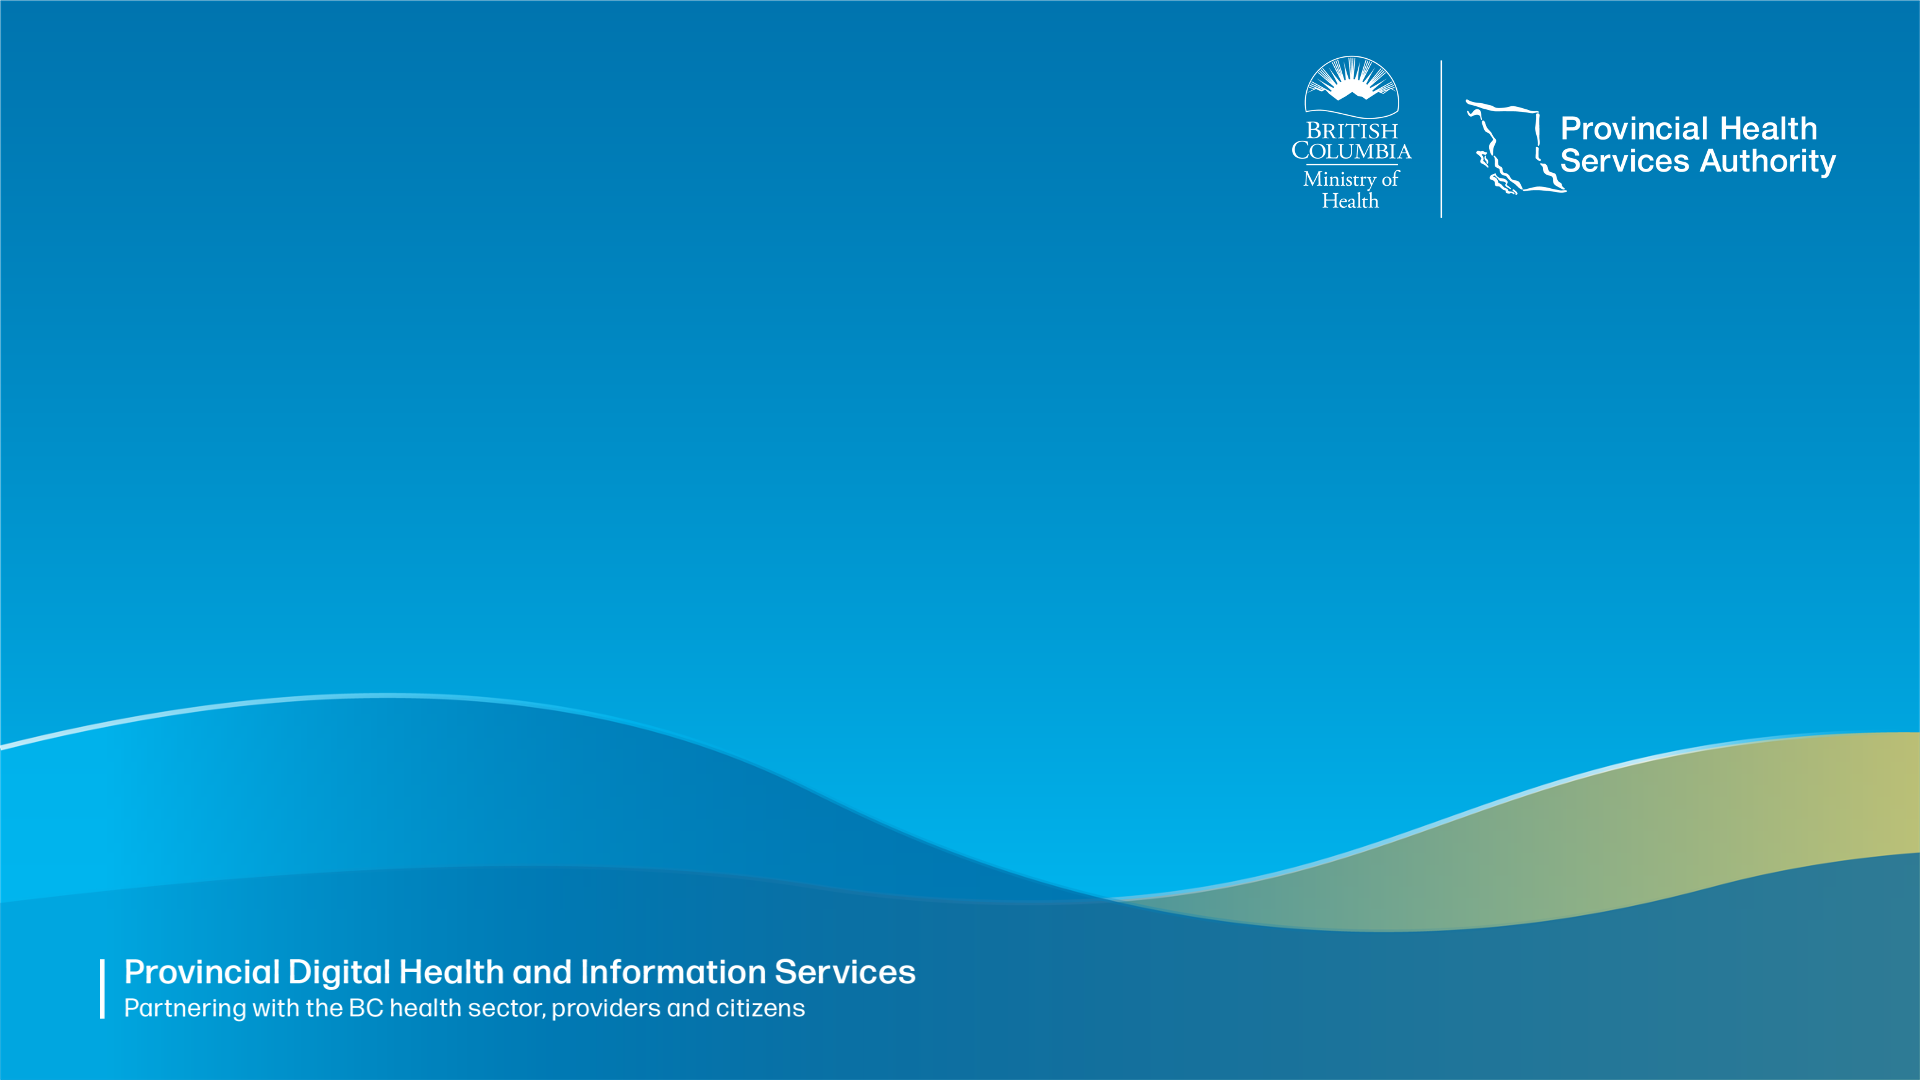 BRITISH
COLUMBIA
Ministry of
Health
Provincial Health
Services Authority
Provincial Digital Health and Information Services
Partnering with the BC health sector, providers and citizens